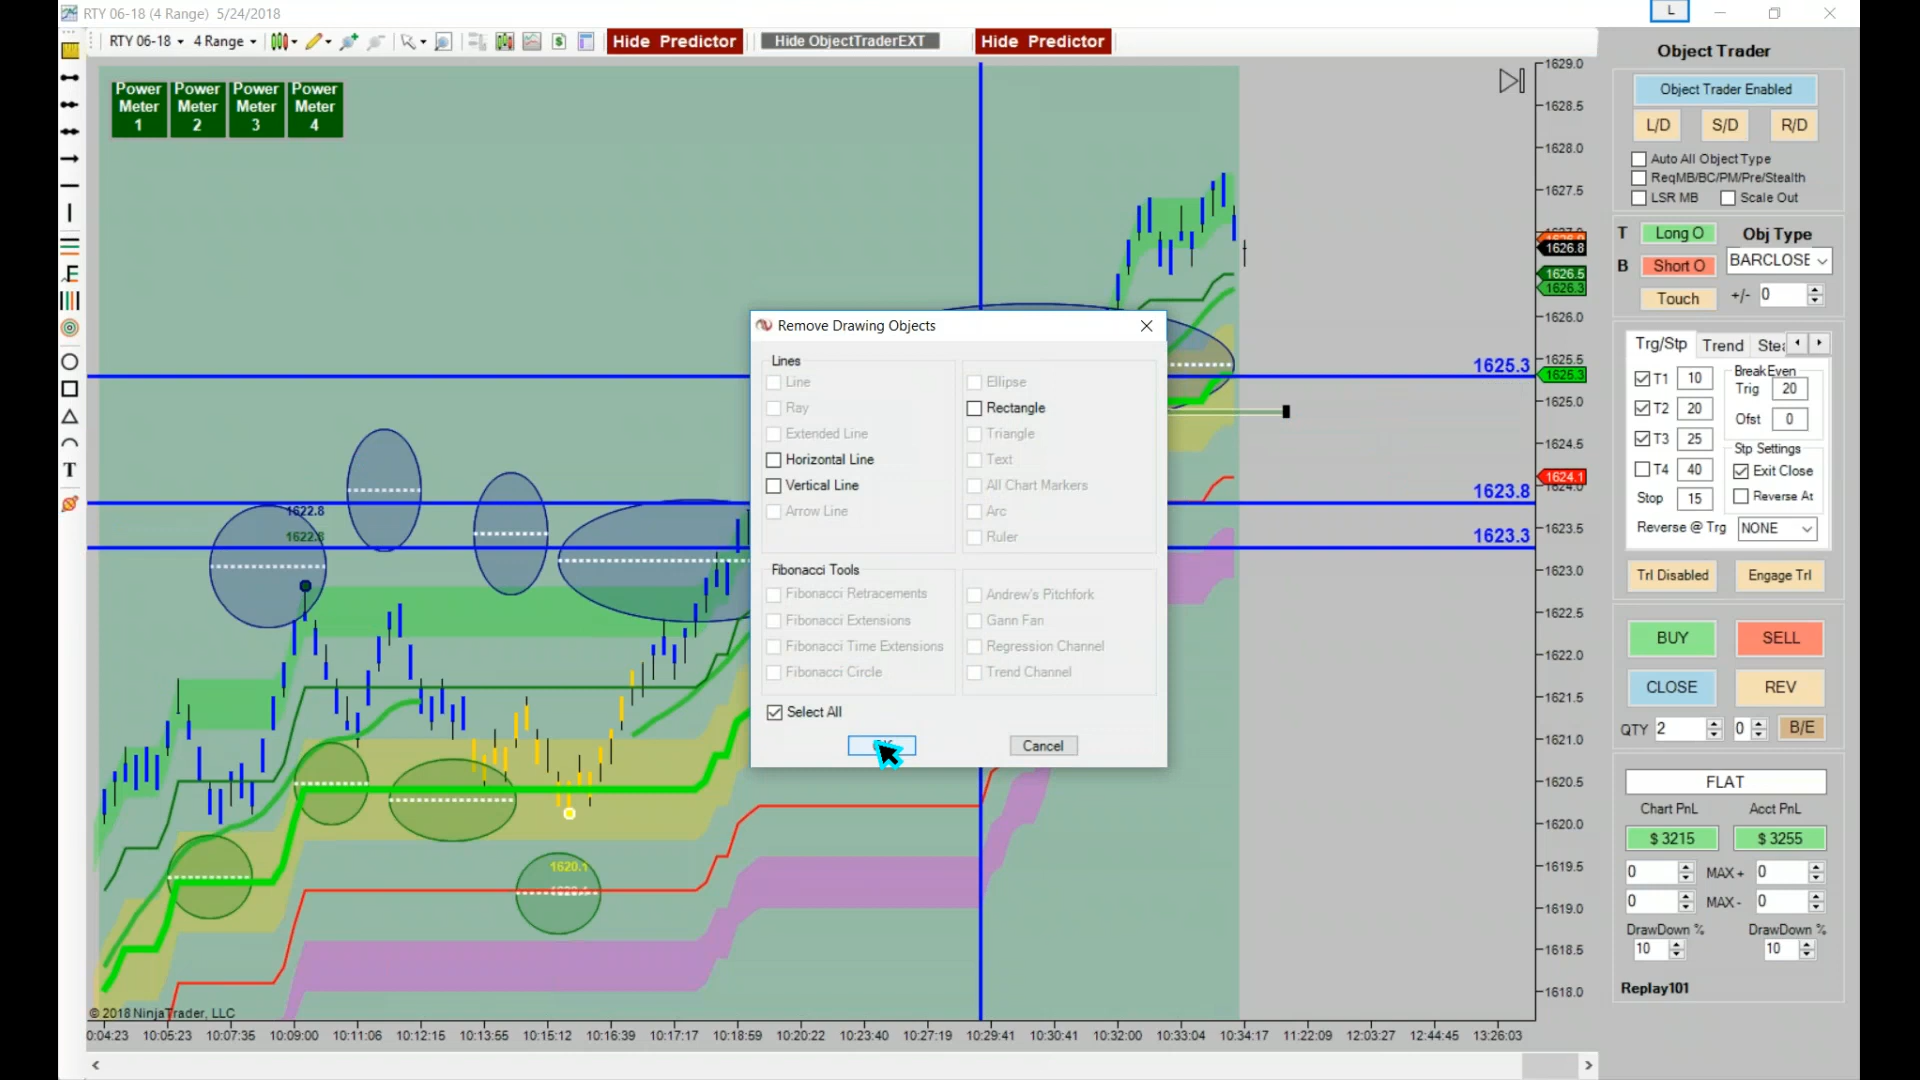 RTY 06-18 (4 Range)  5/24/2018
L
RTY 06-18
4 Range
Hide Predictor
Hide ObjectTraderEXT
Hide Predictor
Power Meter 1
Power Meter 2
Power Meter 3
Power Meter 4
1622.8
1622.8
1620.1
1625.3
1623.8
1623.3
1629.0
1628.5
1628.0
1627.5
1626.8
1626.5
1626.3
1626.0
1625.5
1625.3
1625.0
1624.5
1624.1
1624.0
1623.5
1623.0
1622.5
1622.0
1621.5
1621.0
1620.5
1620.0
1619.5
1619.0
1618.5
1618.0
© 2018 NinjaTrader, LLC
0:04:23 10:05:23 10:07:35 10:09:00 10:11:06 10:12:15 10:13:55 10:15:12 10:16:39 10:17:17 10:18:59 10:20:22 10:23:40 10:27:19 10:29:41 10:30:41 10:32:00 10:33:04 10:34:17 11:22:09 12:03:27 12:44:45 13:26:03
Remove Drawing Objects
Lines
Line
Ray
Extended Line
Horizontal Line
Vertical Line
Arrow Line
Ellipse
Rectangle
Triangle
Text
All Chart Markers
Arc
Ruler
Fibonacci Tools
Fibonacci Retracements
Fibonacci Extensions
Fibonacci Time Extensions
Fibonacci Circle
Andrew's Pitchfork
Gann Fan
Regression Channel
Trend Channel
Select All
Cancel
Object Trader
Object Trader Enabled
L/D S/D R/D
Auto All Object Type
ReqMB/BC/PM/Pre/Stealth
LSR MB Scale Out
T Long O Obj Type
B Short O BARCLOSE
Touch +/- 0
Trg/Stp Trend Stea
T1 10
T2 20
T3 25
T4 40
Stop 15
BreakEven
Trig 20
Ofst 0
Stp Settings
Exit Close
Reverse At
Reverse @ Trg NONE
Trl Disabled Engage Trl
BUY SELL
CLOSE REV
QTY 2 0 B/E
FLAT
Chart PnL Acct PnL
$ 3215 $ 3255
0 MAX + 0
0 MAX - 0
DrawDown % DrawDown %
10 10
Replay101